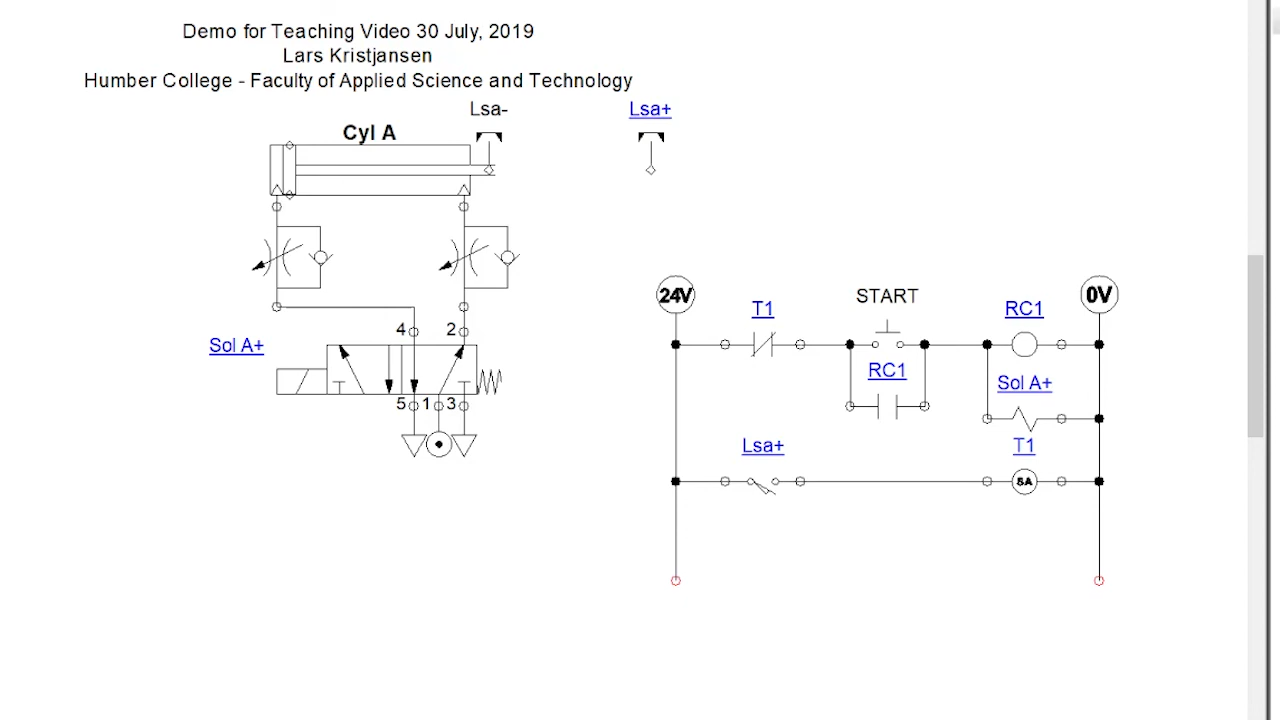 Demo for Teaching Video 30 July, 2019
Lars Kristjansen
Humber College - Faculty of Applied Science and Technology
Lsa-
Lsa+
Cyl A
24V
T1
START
RC1
0V
4
2
Sol A+
RC1
Sol A+
5
1
3
Lsa+
T1
5A